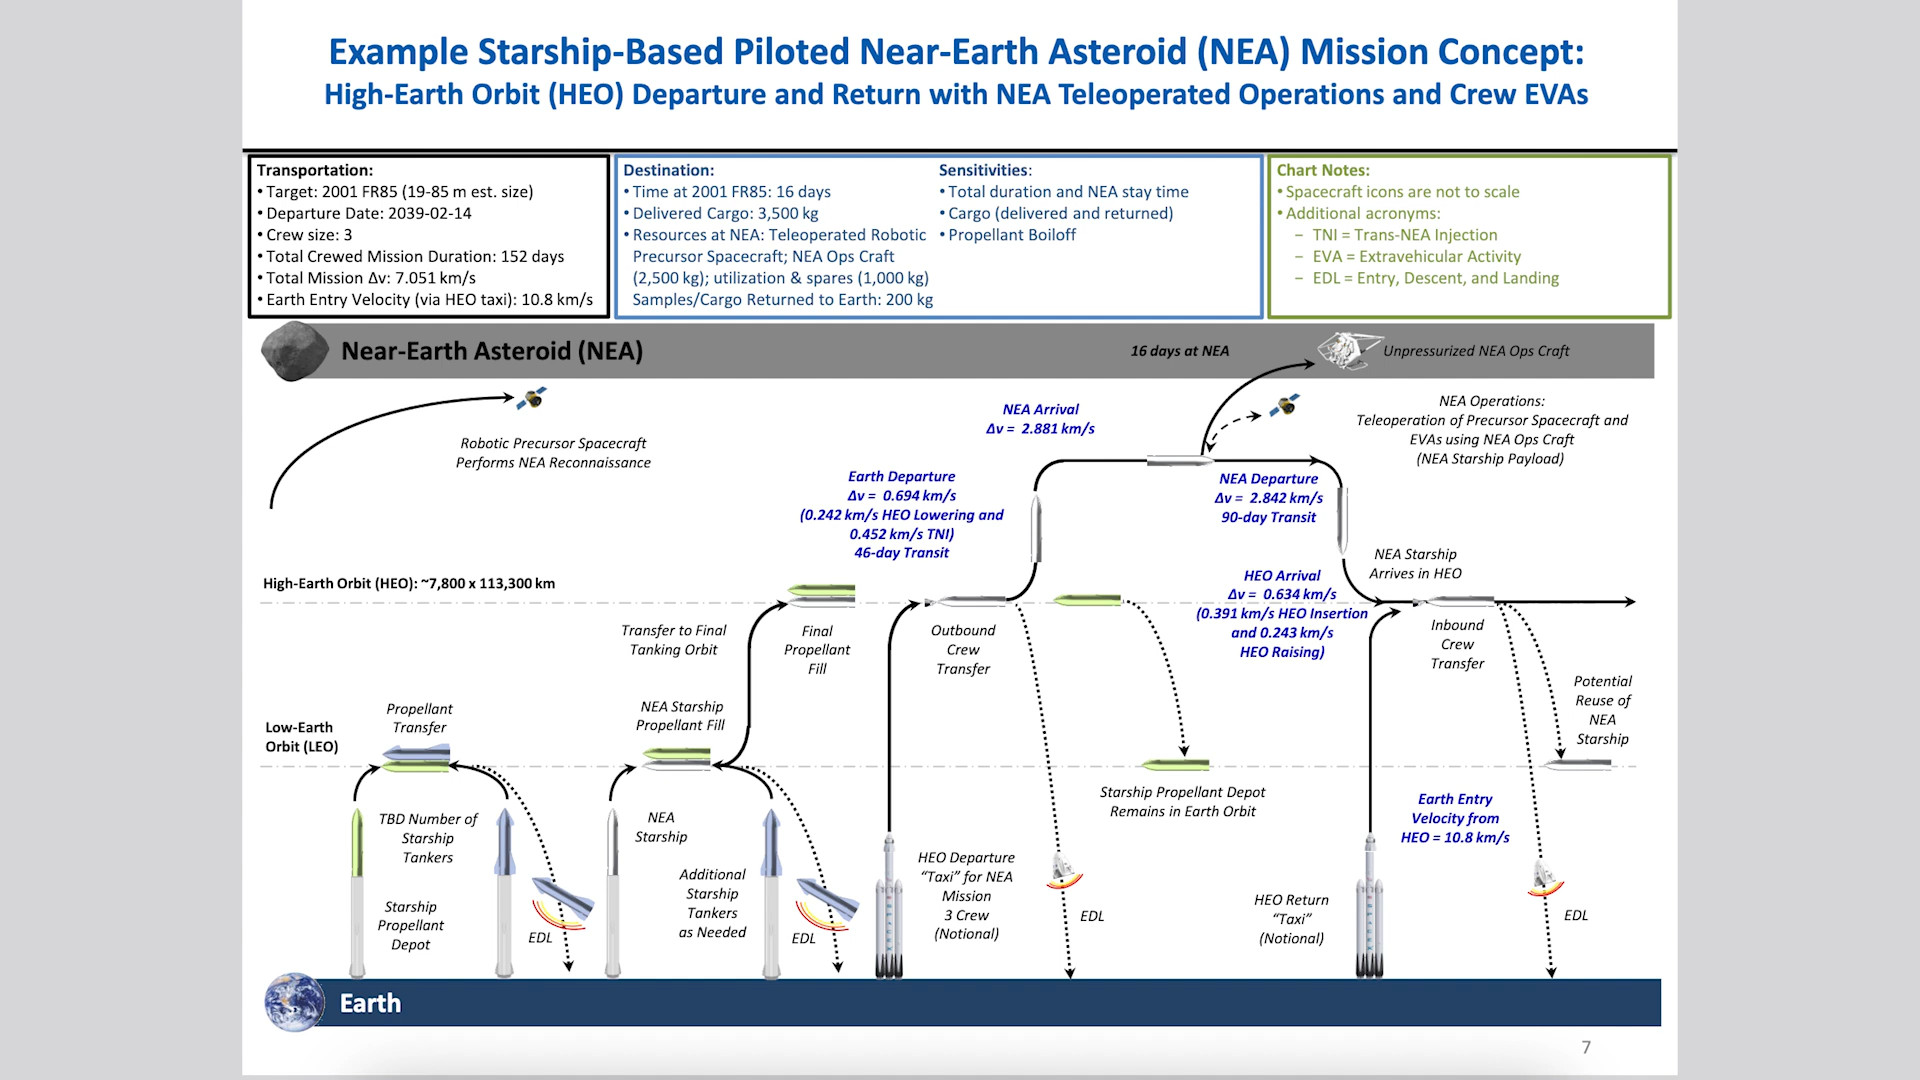 Example Starship-Based Piloted Near-Earth Asteroid (NEA) Mission Concept:
High-Earth Orbit (HEO) Departure and Return with NEA Teleoperated Operations and Crew EVAs
Transportation:
• Target: 2001 FR85 (19-85 m est. size)
• Departure Date: 2039-02-14
• Crew size: 3
• Total Crewed Mission Duration: 152 days
• Total Mission Δv: 7.051 km/s
• Earth Entry Velocity (via HEO taxi): 10.8 km/s
Destination:
• Time at 2001 FR85: 16 days
• Delivered Cargo: 3,500 kg
• Resources at NEA: Teleoperated Robotic
Precursor Spacecraft; NEA Ops Craft
(2,500 kg); utilization & spares (1,000 kg)
Samples/Cargo Returned to Earth: 200 kg
Sensitivities:
• Total duration and NEA stay time
• Cargo (delivered and returned)
• Propellant Boiloff
Chart Notes:
• Spacecraft icons are not to scale
• Additional acronyms:
– TNI = Trans-NEA Injection
– EVA = Extravehicular Activity
– EDL = Entry, Descent, and Landing
Near-Earth Asteroid (NEA)
16 days at NEA
Unpressurized NEA Ops Craft
Robotic Precursor Spacecraft
Performs NEA Reconnaissance
NEA Arrival
Δv = 2.881 km/s
NEA Operations:
Teleoperation of Precursor Spacecraft and
EVAs using NEA Ops Craft
(NEA Starship Payload)
Earth Departure
Δv = 0.694 km/s
(0.242 km/s HEO Lowering and
0.452 km/s TNI)
46-day Transit
NEA Departure
Δv = 2.842 km/s
90-day Transit
NEA Starship
Arrives in HEO
High-Earth Orbit (HEO): ~7,800 x 113,300 km
HEO Arrival
Δv = 0.634 km/s
(0.391 km/s HEO Insertion
and 0.243 km/s
HEO Raising)
Transfer to Final
Tanking Orbit
Final
Propellant
Fill
Outbound
Crew
Transfer
Inbound
Crew
Transfer
Potential
Reuse of
NEA
Starship
Low-Earth
Orbit (LEO)
Propellant
Transfer
NEA Starship
Propellant Fill
Starship Propellant Depot
Remains in Earth Orbit
Earth Entry
Velocity from
HEO = 10.8 km/s
TBD Number of
Starship
Tankers
Starship
Propellant
Depot
EDL
NEA
Starship
Additional
Starship
Tankers
as Needed
EDL
HEO Departure
“Taxi” for NEA
Mission
3 Crew
(Notional)
EDL
HEO Return
“Taxi”
(Notional)
EDL
Earth
7